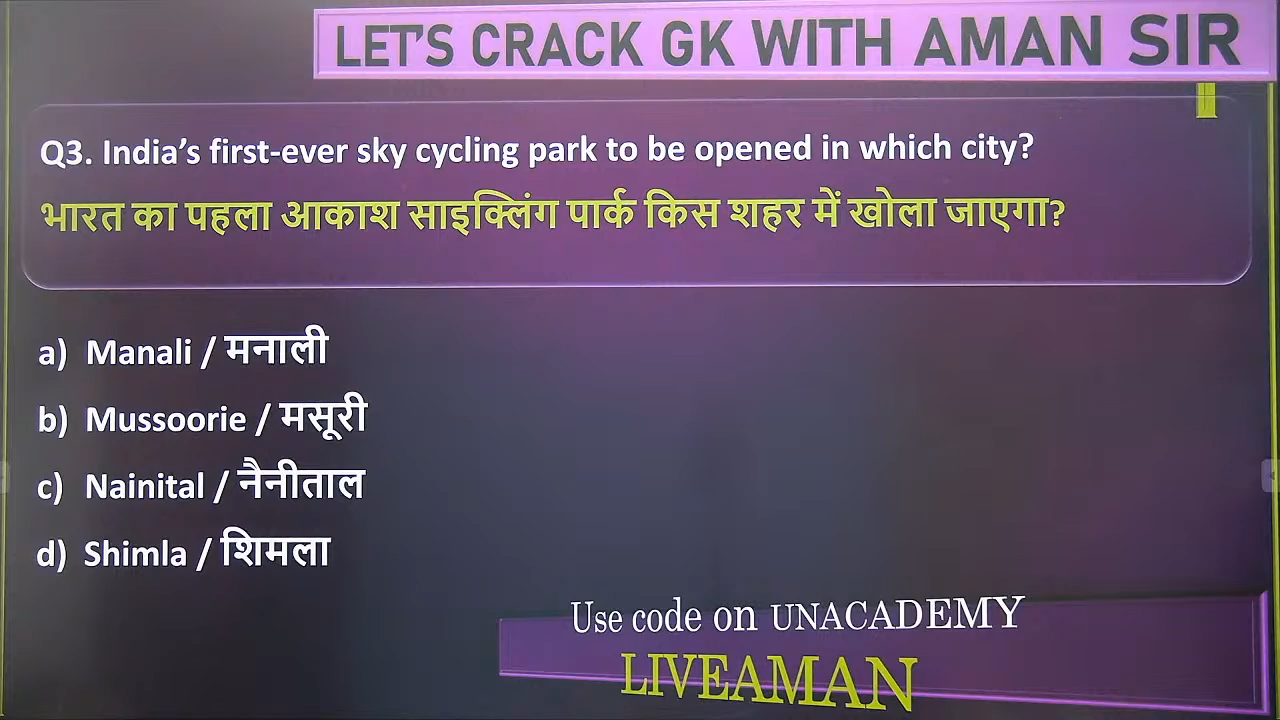 LET'S CRACK GK WITH AMAN SIR
Q3. India's first-ever sky cycling park to be opened in which city?
भारत का पहला आकाश साइक्लिंग पार्क किस शहर में खोला जाएगा?
a) Manali / मनाली
b) Mussoorie / मसूरी
c) Nainital / नैनीताल
d) Shimla / शिमला
Use code on UNACADEMY
LIVEAMAN